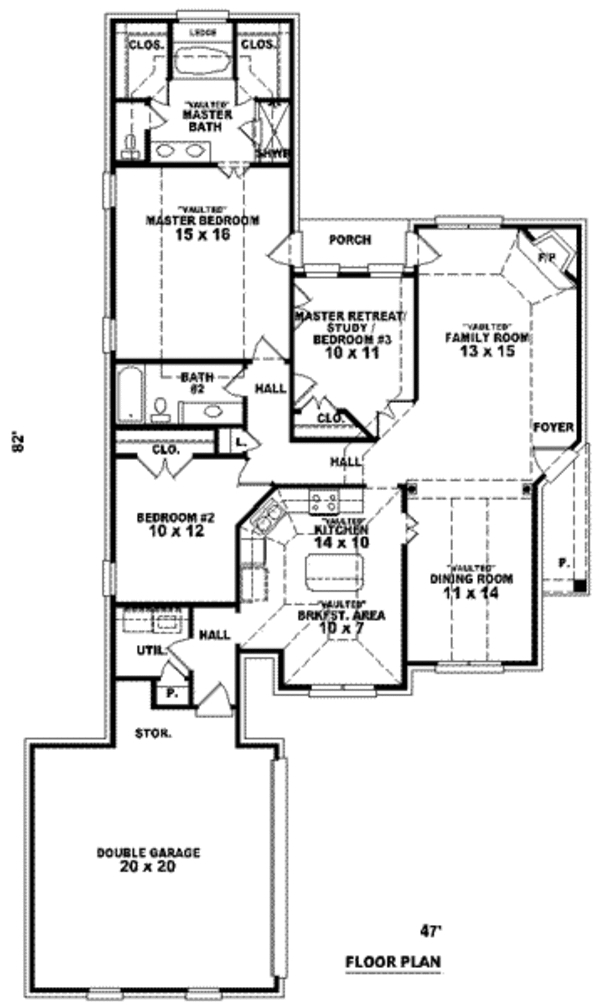 LEDGE
CLOS.
CLOS.
"VAULTED"
MASTER
BATH
SHWR
"VAULTED"
MASTER BEDROOM
15 x 16
PORCH
F/P
MASTER RETREAT/
STUDY /
BEDROOM #3
10 x 11
"VAULTED"
FAMILY ROOM
13 x 15
BATH
#2
HALL
CLO.
FOYER
82'
L.
CLO.
HALL
BEDROOM #2
10 x 12
"VAULTED"
KITCHEN
14 x 10
"VAULTED"
DINING ROOM
11 x 14
P.
"VAULTED"
BRKFST. AREA
10 x 7
HALL
UTIL.
P.
STOR.
DOUBLE GARAGE
20 x 20
47'
FLOOR PLAN